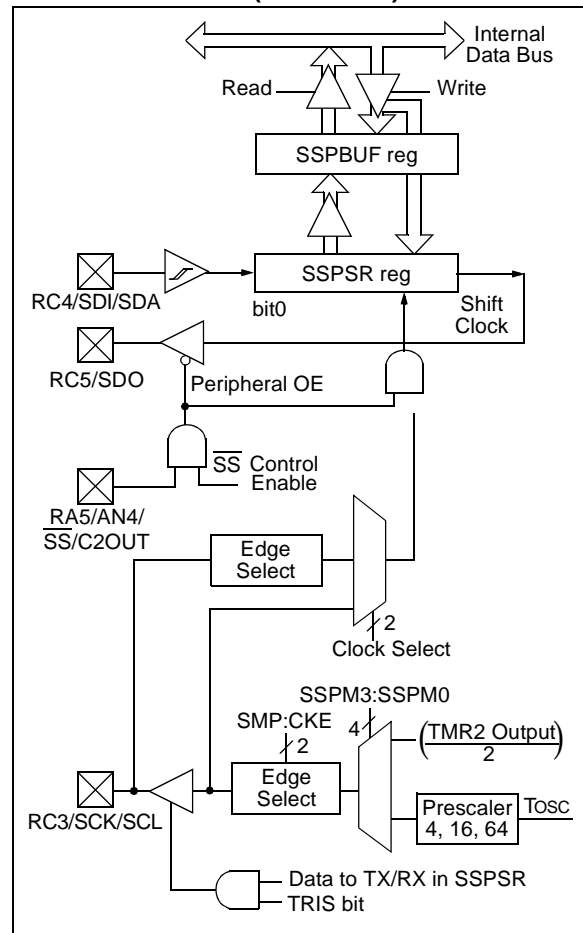 Internal
Data Bus
Read
Write
SSPBUF reg
SSPSR reg
RC4/SDI/SDA
bit0
Shift
Clock
RC5/SDO
Peripheral OE
SS Control
Enable
RA5/AN4/
SS/C2OUT
Edge
Select
2
Clock Select
SSPM3:SSPM0
SMP:CKE
4
2
(TMR2 Output)
2
Edge
Select
RC3/SCK/SCL
Prescaler
4, 16, 64
TOSC
Data to TX/RX in SSPSR
TRIS bit